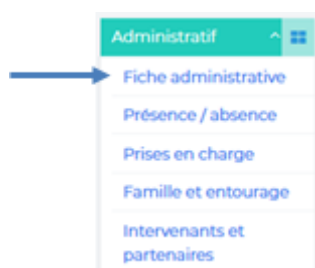 Administratif
Fiche administrative
Présence / absence
Prises en charge
Famille et entourage
Intervenants et
partenaires